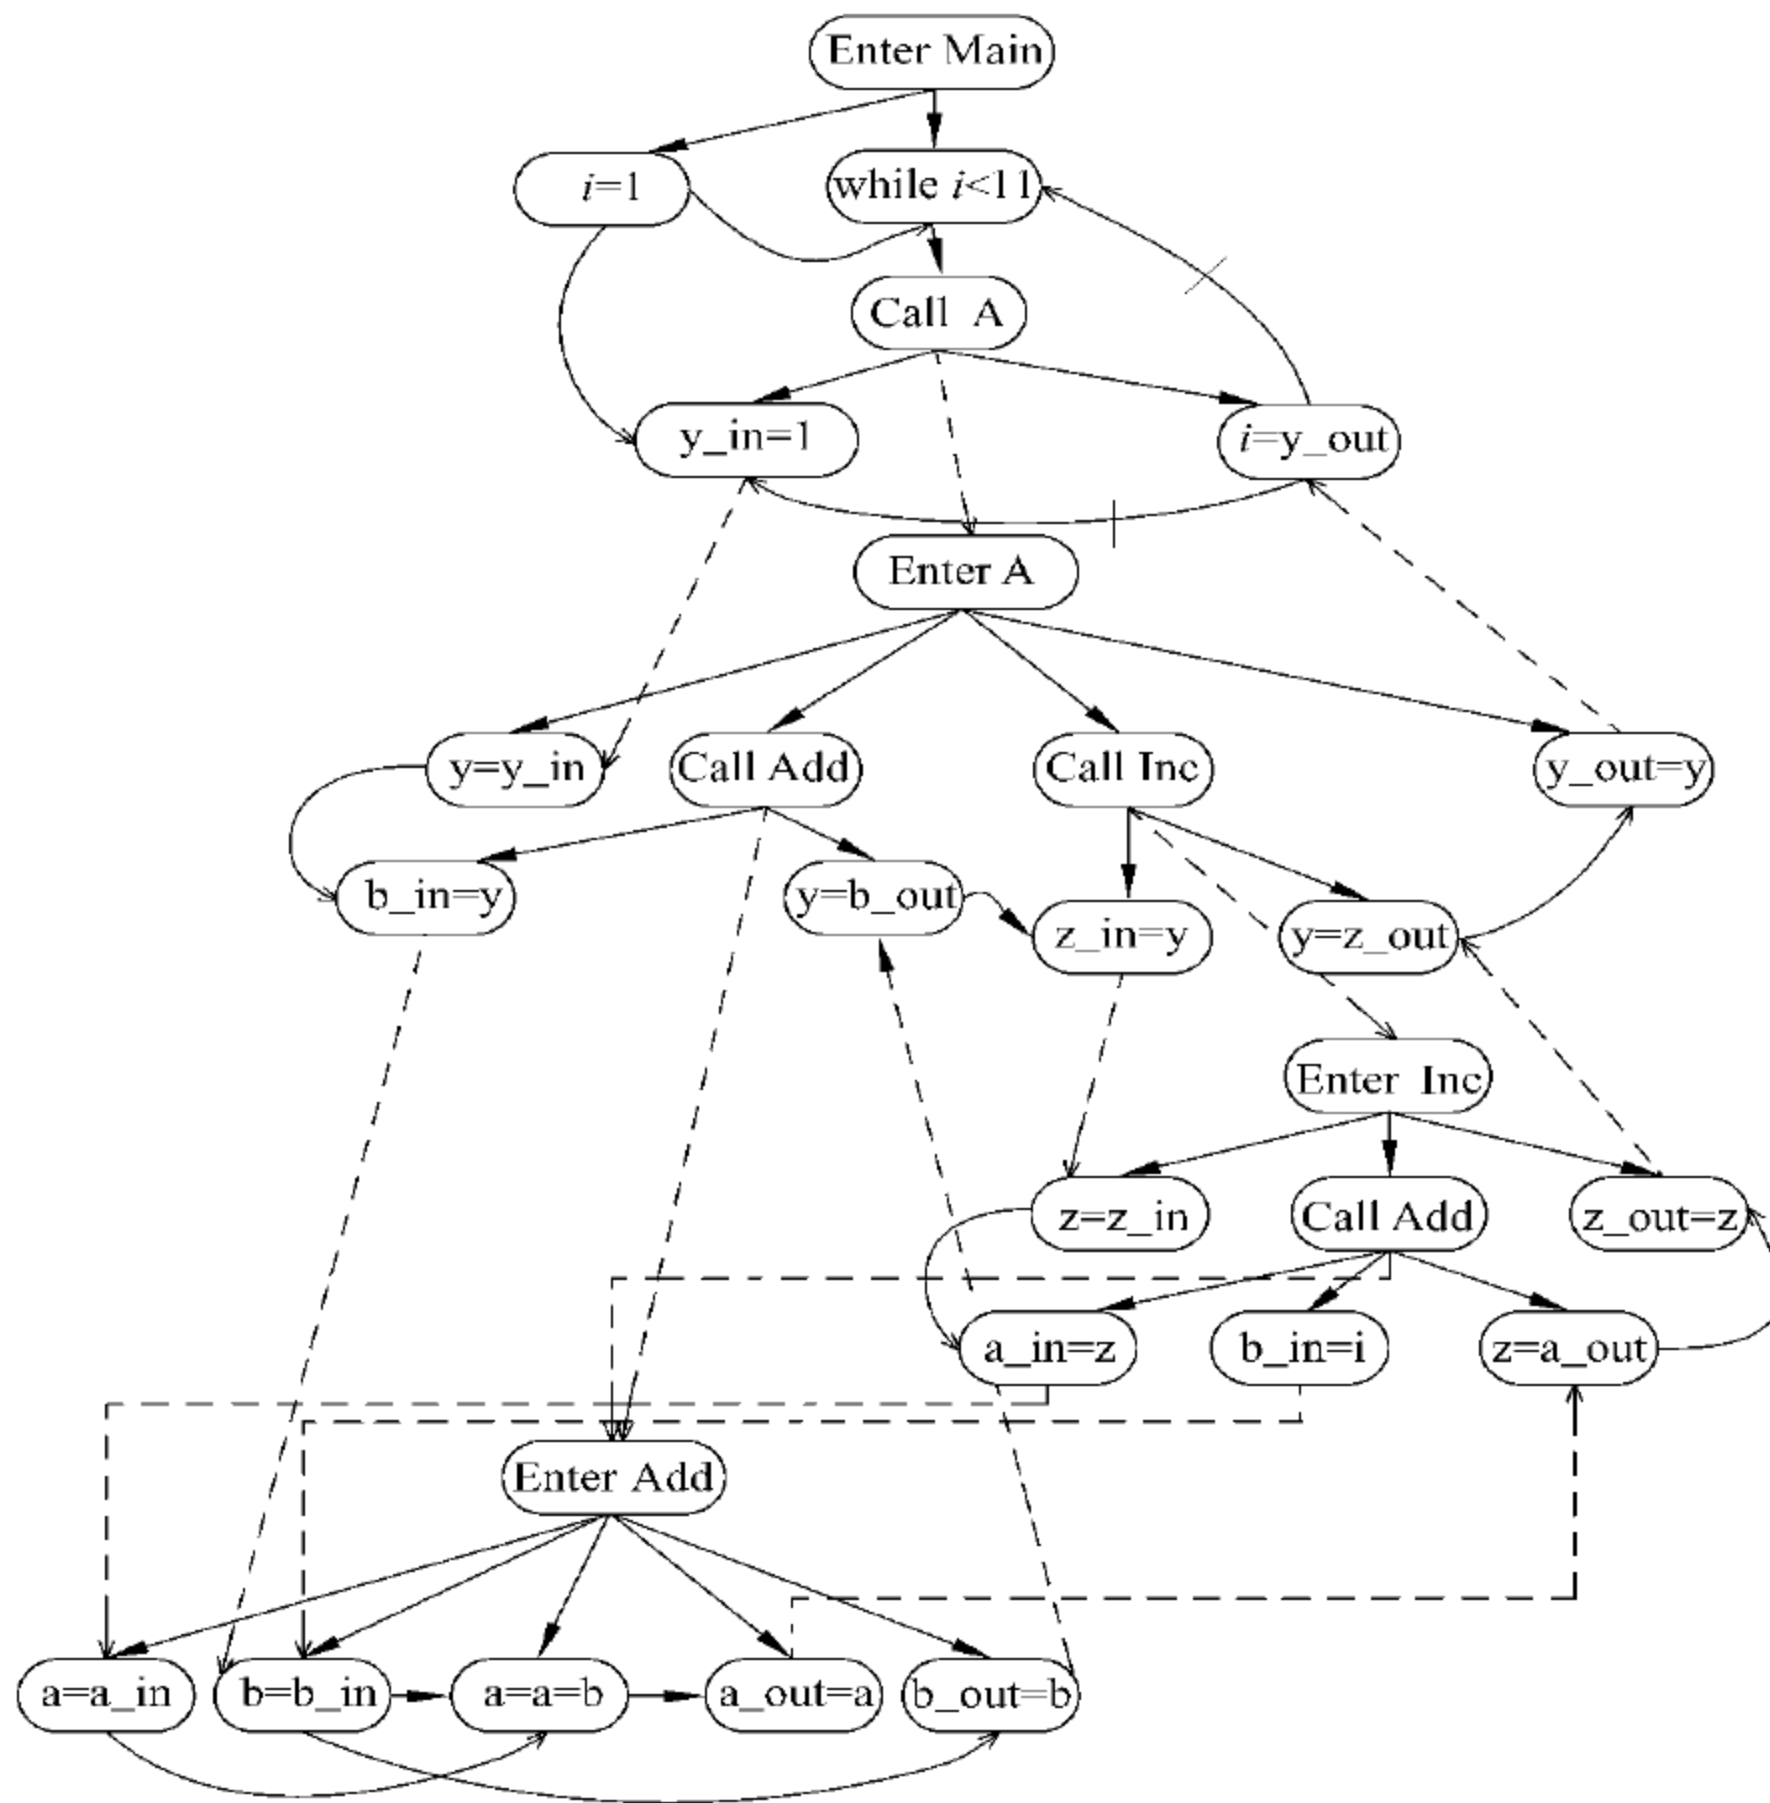 Enter Main
i=1
while i<11
Call A
y_in=1
i=y_out
Enter A
y=y_in
Call Add
Call Inc
y_out=y
b_in=y
y=b_out
z_in=y
y=z_out
Enter Inc
z=z_in
Call Add
z_out=z
a_in=z
b_in=i
z=a_out
Enter Add
a=a_in
b=b_in
a=a=b
a_out=a
b_out=b